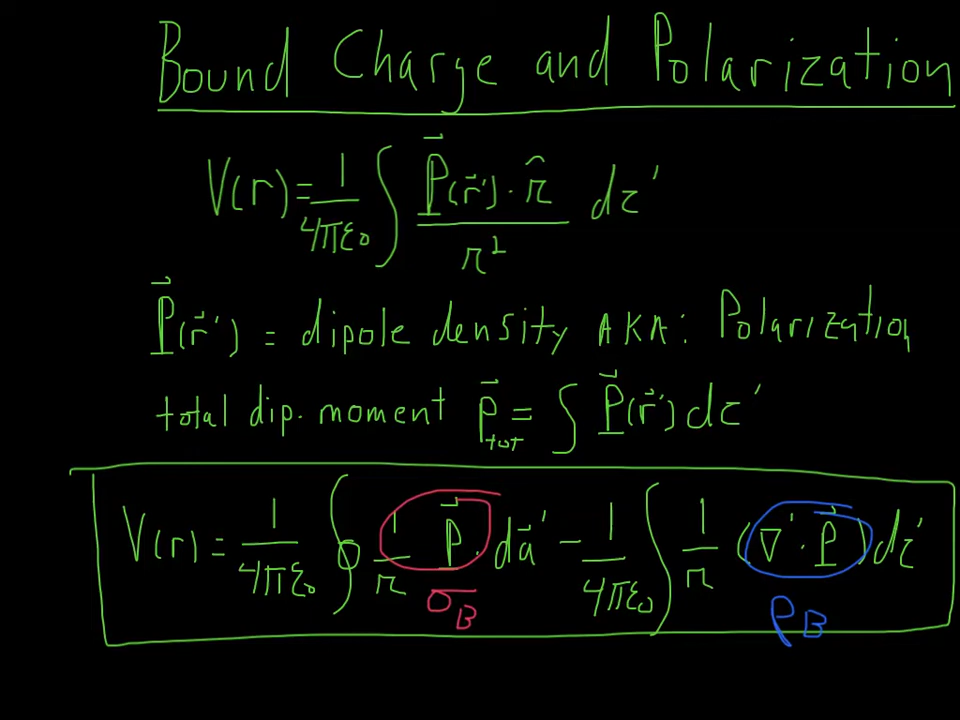 Bound Charge and Polarization
V(r) = 1/4πε₀ ∫ P⃗(r⃗')·r̂ / r² dτ'
P⃗(r⃗') = dipole density AKA: Polarization
total dip. moment p⃗_tot = ∫ P⃗(r⃗')dτ'
V(r) = 1/4πε₀ ∮ 1/r P⃗·da⃗' − 1/4πε₀ ∫ 1/r (∇'·P⃗)dτ'
σ_B ρ_B